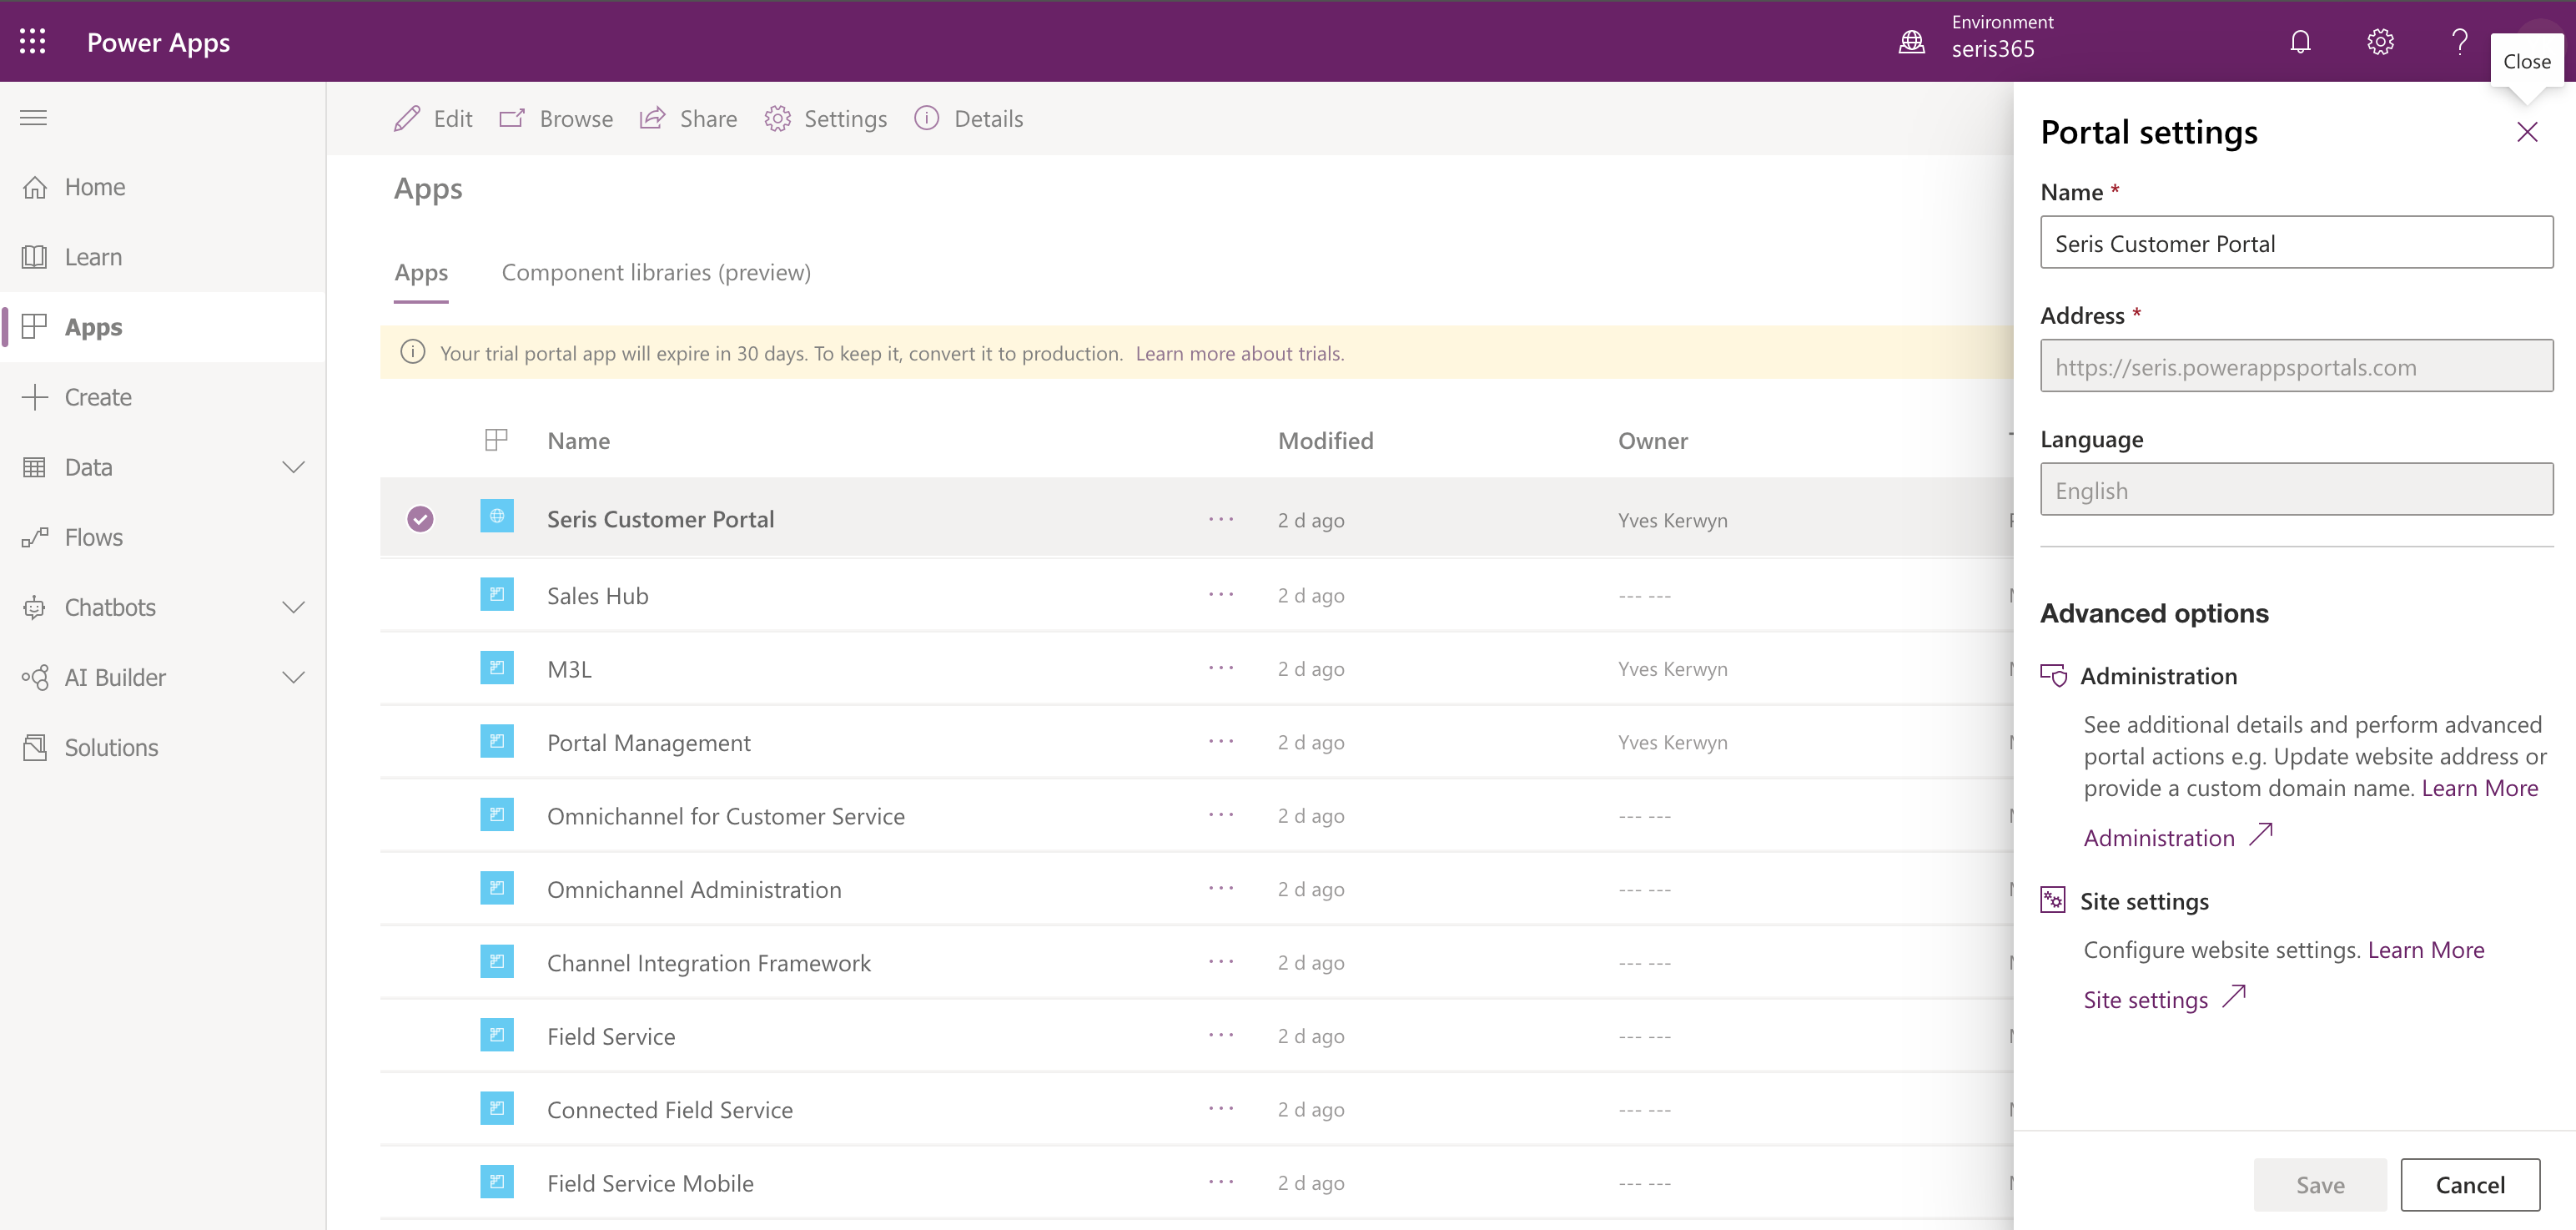 Power Apps
Environment
seris365
Close
Home
Learn
Apps
Create
Data
Flows
Chatbots
AI Builder
Solutions
Edit Browse Share Settings Details
Apps
Apps Component libraries (preview)
Your trial portal app will expire in 30 days. To keep it, convert it to production. Learn more about trials.
Name Modified Owner
Seris Customer Portal ... 2 d ago Yves Kerwyn
Sales Hub ... 2 d ago --- ---
M3L ... 2 d ago Yves Kerwyn
Portal Management ... 2 d ago Yves Kerwyn
Omnichannel for Customer Service ... 2 d ago --- ---
Omnichannel Administration ... 2 d ago --- ---
Channel Integration Framework ... 2 d ago --- ---
Field Service ... 2 d ago --- ---
Connected Field Service ... 2 d ago --- ---
Field Service Mobile ... 2 d ago --- ---
Portal settings
Name *
Seris Customer Portal
Address *
https://seris.powerappsportals.com
Language
English
Advanced options
Administration
See additional details and perform advanced
portal actions e.g. Update website address or
provide a custom domain name. Learn More
Administration
Site settings
Configure website settings. Learn More
Site settings
Save Cancel